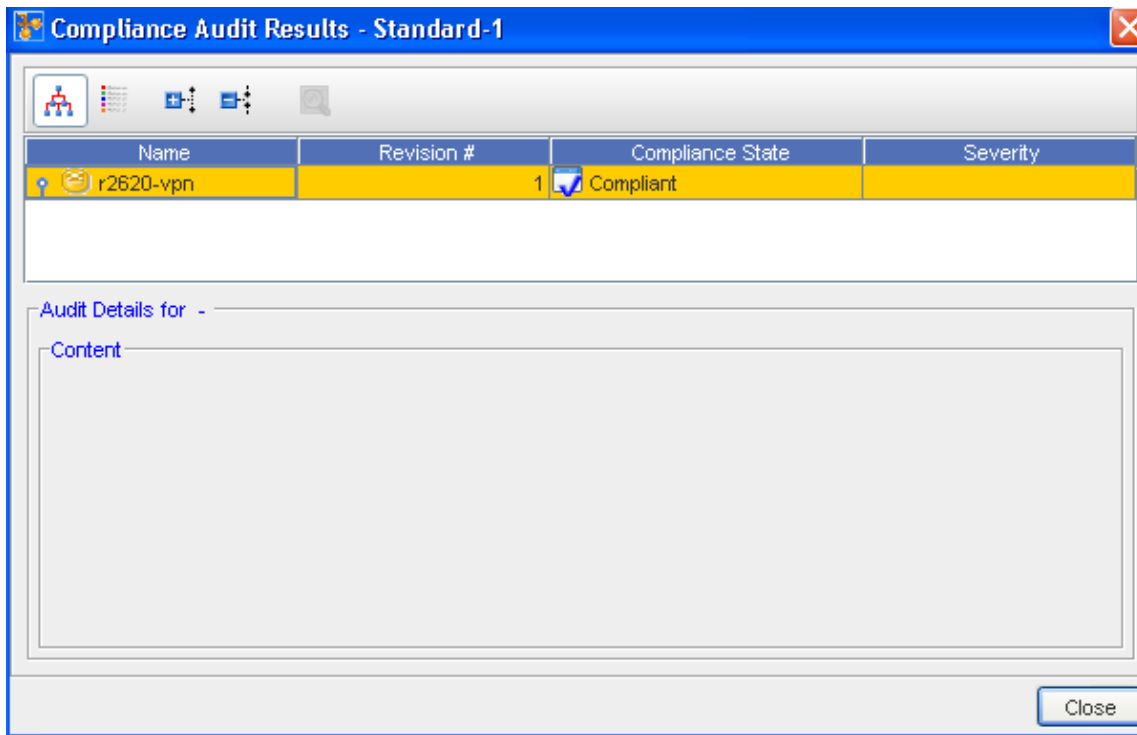 Compliance Audit Results - Standard-1
Name Revision # Compliance State Severity
r2620-vpn 1 Compliant
Audit Details for -
Content
Close